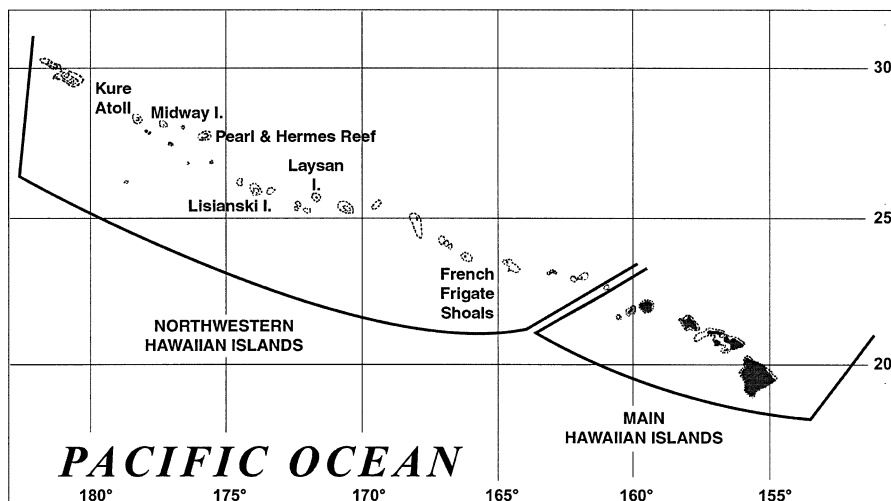 30
Kure
Atoll
Midway I.
Pearl & Hermes Reef
Laysan
I.
Lisianski I.
25
French
Frigate
Shoals
NORTHWESTERN
HAWAIIAN ISLANDS
20
MAIN
HAWAIIAN ISLANDS
PACIFIC OCEAN
180°
175°
170°
165°
160°
155°